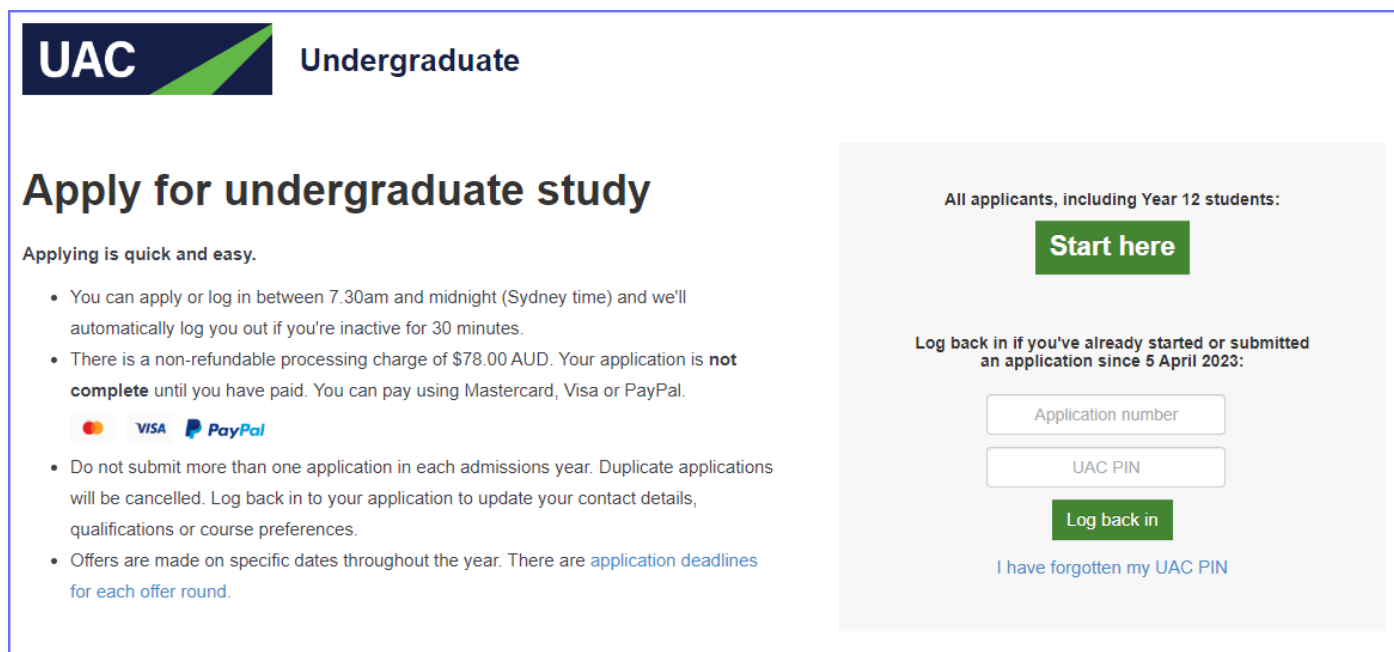 UAC
Undergraduate
Apply for undergraduate study
Applying is quick and easy.
• You can apply or log in between 7.30am and midnight (Sydney time) and we'll
automatically log you out if you're inactive for 30 minutes.
• There is a non-refundable processing charge of $78.00 AUD. Your application is not
complete until you have paid. You can pay using Mastercard, Visa or PayPal.
VISA PayPal
• Do not submit more than one application in each admissions year. Duplicate applications
will be cancelled. Log back in to your application to update your contact details,
qualifications or course preferences.
• Offers are made on specific dates throughout the year. There are application deadlines
for each offer round.
All applicants, including Year 12 students:
Start here
Log back in if you've already started or submitted
an application since 5 April 2023:
Application number
UAC PIN
Log back in
I have forgotten my UAC PIN